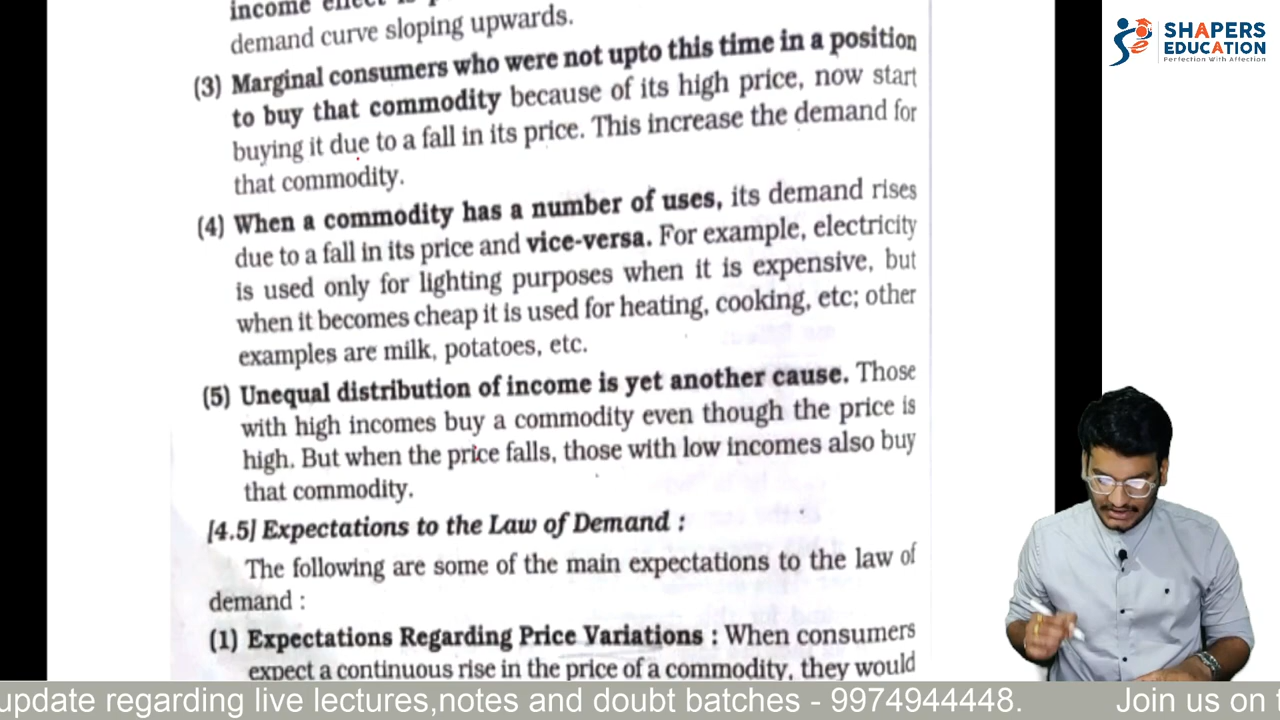 income effect is
demand curve sloping upwards.
(3) Marginal consumers who were not upto this time in a position
to buy that commodity because of its high price, now start
buying it due to a fall in its price. This increase the demand for
that commodity.
(4) When a commodity has a number of uses, its demand rises
due to a fall in its price and vice-versa. For example, electricity
is used only for lighting purposes when it is expensive, but
when it becomes cheap it is used for heating, cooking, etc; other
examples are milk, potatoes, etc.
(5) Unequal distribution of income is yet another cause. Those
with high incomes buy a commodity even though the price is
high. But when the price falls, those with low incomes also buy
that commodity.
[4.5] Expectations to the Law of Demand :
The following are some of the main expectations to the law of
demand :
(1) Expectations Regarding Price Variations : When consumers
expect a continuous rise in the price of a commodity, they would
SHAPERS
EDUCATION
Perfection With Affection
update regarding live lectures,notes and doubt batches - 9974944448. Join us on